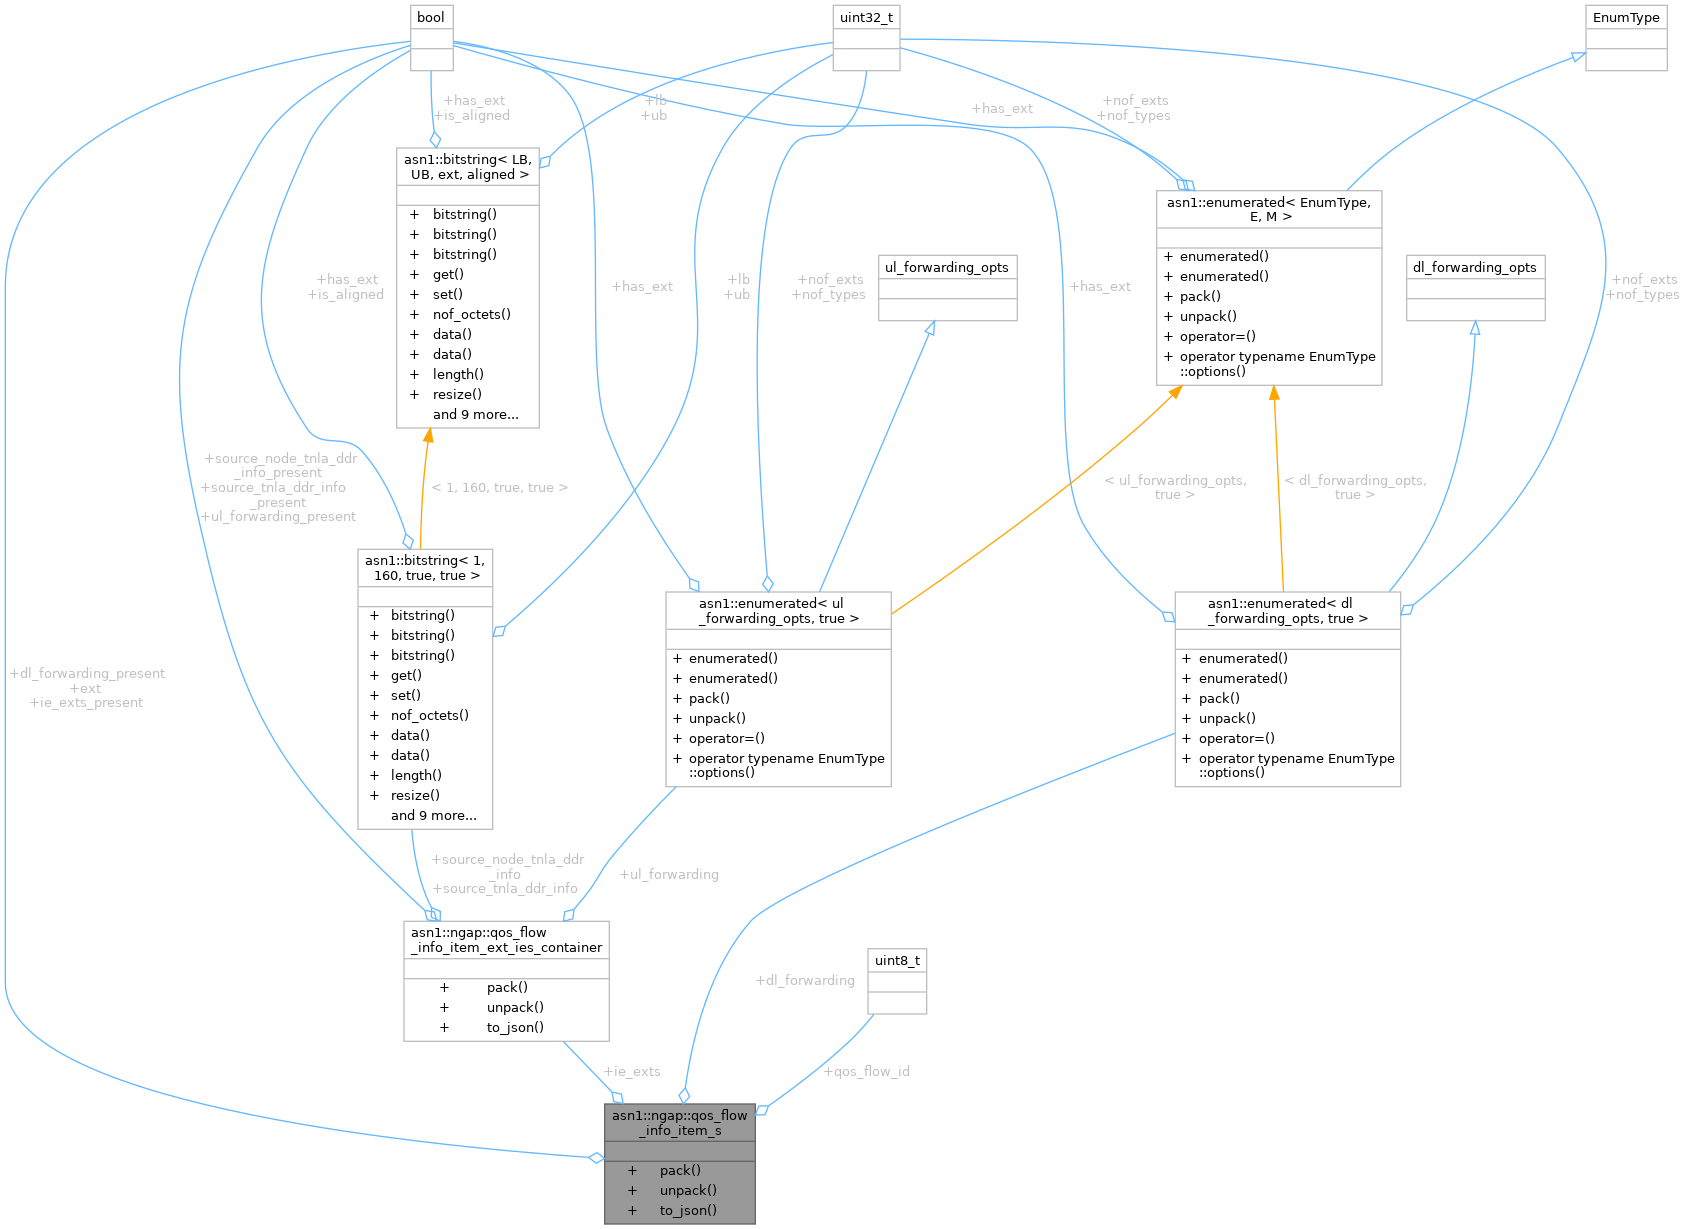 bool
uint32_t
EnumType
+has_ext
+is_aligned
+lb
+ub
+has_ext
+nof_exts
+nof_types
asn1::bitstring< LB,
UB, ext, aligned >
+ bitstring()
+ bitstring()
+ bitstring()
+ get()
+ set()
+ nof_octets()
+ data()
+ data()
+ length()
+ resize()
and 9 more...
asn1::enumerated< EnumType,
E, M >
+ enumerated()
+ enumerated()
+ pack()
+ unpack()
+ operator=()
+ operator typename EnumType
::options()
ul_forwarding_opts
dl_forwarding_opts
+has_ext
+is_aligned
+has_ext
+lb
+ub
+nof_exts
+nof_types
+has_ext
+nof_exts
+nof_types
+source_node_tnla_ddr
_info_present
+source_tnla_ddr_info
_present
+ul_forwarding_present
< 1, 160, true, true >
< ul_forwarding_opts,
true >
< dl_forwarding_opts,
true >
asn1::bitstring< 1,
160, true, true >
+ bitstring()
+ bitstring()
+ bitstring()
+ get()
+ set()
+ nof_octets()
+ data()
+ data()
+ length()
+ resize()
and 9 more...
asn1::enumerated< ul
_forwarding_opts, true >
+ enumerated()
+ enumerated()
+ pack()
+ unpack()
+ operator=()
+ operator typename EnumType
::options()
asn1::enumerated< dl
_forwarding_opts, true >
+ enumerated()
+ enumerated()
+ pack()
+ unpack()
+ operator=()
+ operator typename EnumType
::options()
+dl_forwarding_present
+ext
+ie_exts_present
+source_node_tnla_ddr
_info
+source_tnla_ddr_info
+ul_forwarding
asn1::ngap::qos_flow
_info_item_ext_ies_container
+ pack()
+ unpack()
+ to_json()
+dl_forwarding
uint8_t
+ie_exts
+qos_flow_id
asn1::ngap::qos_flow
_info_item_s
+ pack()
+ unpack()
+ to_json()